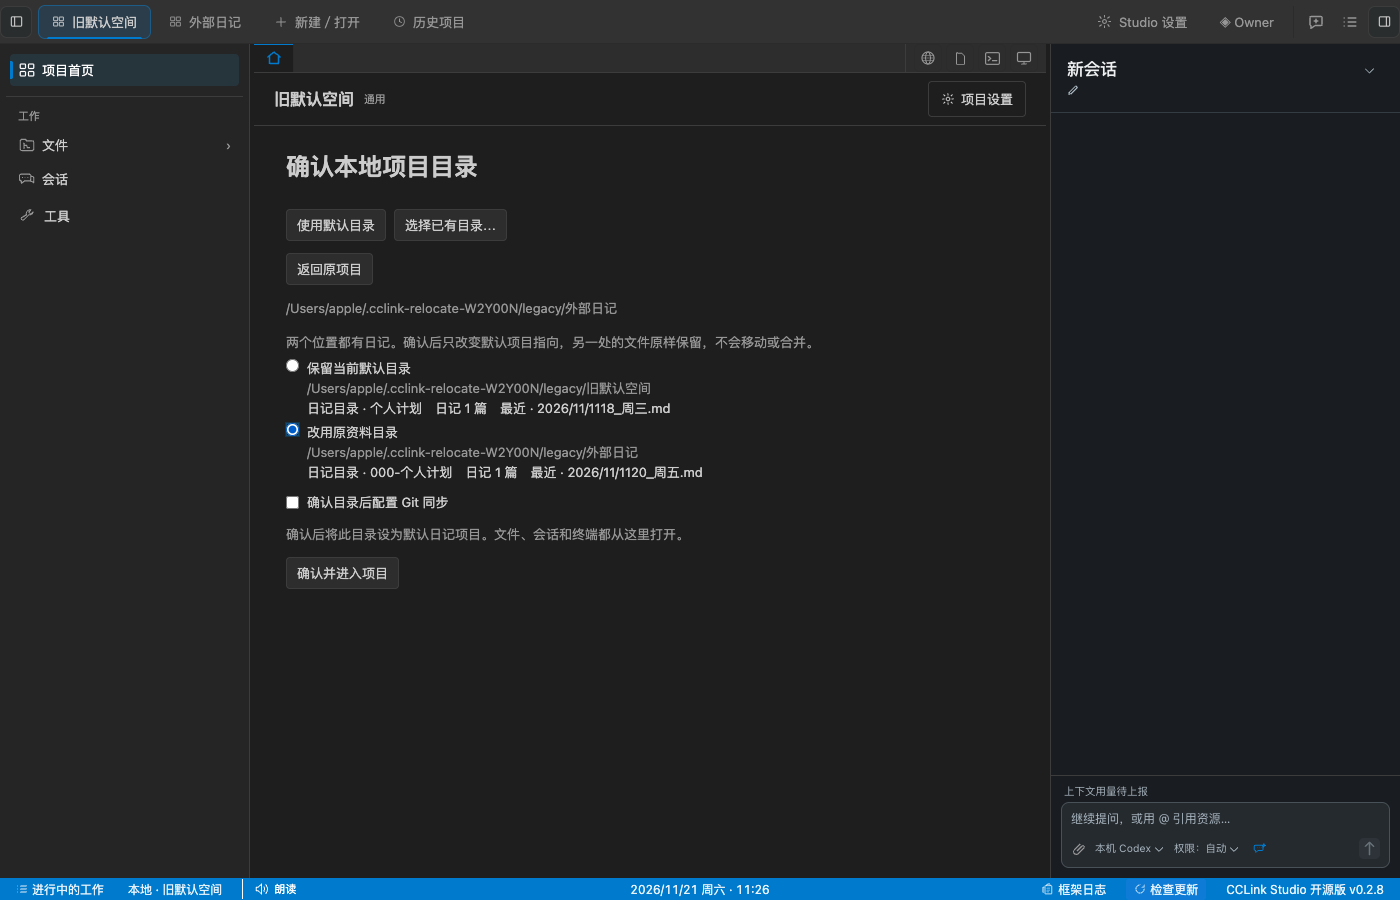 旧默认空间
外部日记
新建 / 打开
历史项目
Studio 设置
Owner
项目首页
工作
文件
会话
工具
旧默认空间 通用
项目设置
确认本地项目目录
使用默认目录
选择已有目录...
返回原项目
/Users/apple/.cclink-relocate-W2Y00N/legacy/外部日记
两个位置都有日记。确认后只改变默认项目指向，另一处的文件原样保留，不会移动或合并。
保留当前默认目录
/Users/apple/.cclink-relocate-W2Y00N/legacy/旧默认空间
日记目录 · 个人计划 日记 1 篇 最近 · 2026/11/1118_周三.md
改用原资料目录
/Users/apple/.cclink-relocate-W2Y00N/legacy/外部日记
日记目录 · 000-个人计划 日记 1 篇 最近 · 2026/11/1120_周五.md
确认目录后配置 Git 同步
确认后将此目录设为默认日记项目。文件、会话和终端都从这里打开。
确认并进入项目
新会话
上下文用量待上报
继续提问，或用 @ 引用资源...
本机 Codex
权限：自动
进行中的工作
本地 · 旧默认空间
朗读
2026/11/21 周六 · 11:26
框架日志
检查更新
CCLink Studio 开源版 v0.2.8